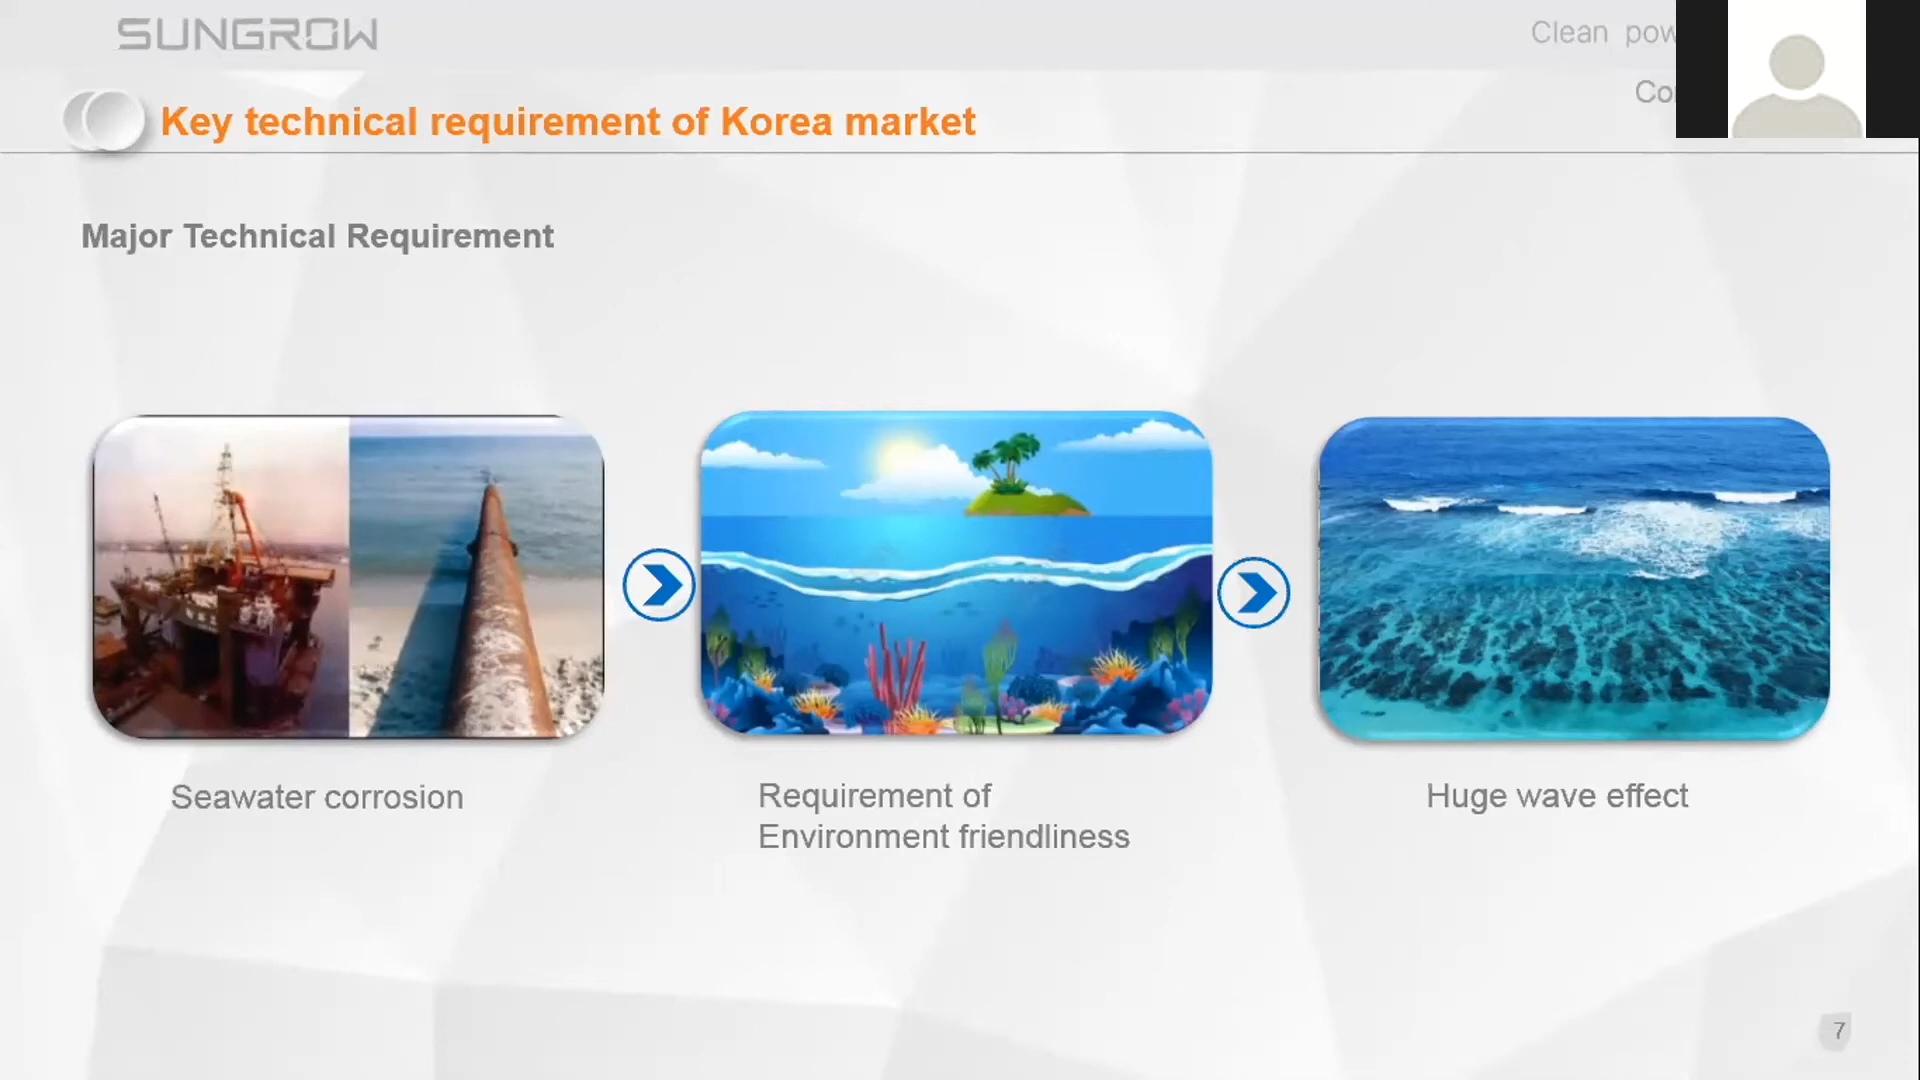 SUNGROW
Clean
Key technical requirement of Korea market
Major Technical Requirement
Seawater corrosion
Requirement of
Environment friendliness
Huge wave effect
7